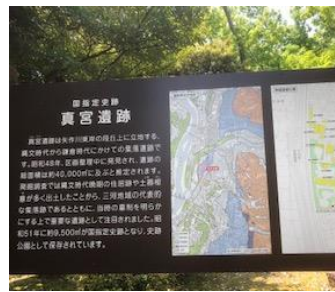 国指定史跡
真宮遺跡
真宮遺跡は矢作川東岸の段丘上に立地する、
縄文時代から鎌倉時代にかけての集落遺跡で
す。昭和48年、区画整理中に発見され、遺跡の
総面積は約40,000㎡に及ぶと推定されます。
発掘調査では縄文時代晩期の住居跡や土器棺
墓が多く出土したことから、三河地域の代表的
な集落跡であるとともに、当時の墓制を明らか
にする上で重要な遺跡として注目されました。昭
和51年に約9,500㎡が国指定史跡となり、史跡
公園として保存されています。